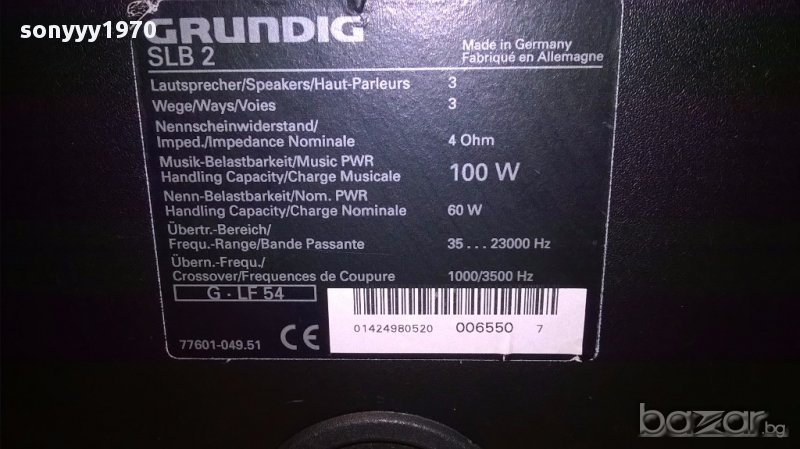 sonyyy1970
GRUNDIG
SLB 2
Made in Germany
Fabriqué en Allemagne
Lautsprecher/Speakers/Haut-Parleurs 3
Wege/Ways/Voies 3
Nennscheinwiderstand/
Imped./Impedance Nominale 4 Ohm
Musik-Belastbarkeit/Music PWR
Handling Capacity/Charge Musicale 100 W
Nenn-Belastbarkeit/Nom. PWR
Handling Capacity/Charge Nominale 60 W
Übertr.-Bereich/
Frequ.-Range/Bande Passante 35 . . . 23000 Hz
Übern.-Frequ./
Crossover/Frequences de Coupure 1000/3500 Hz
G - LF 54
77601-049.51 CE
01424980520 006550 7
bazar.bg